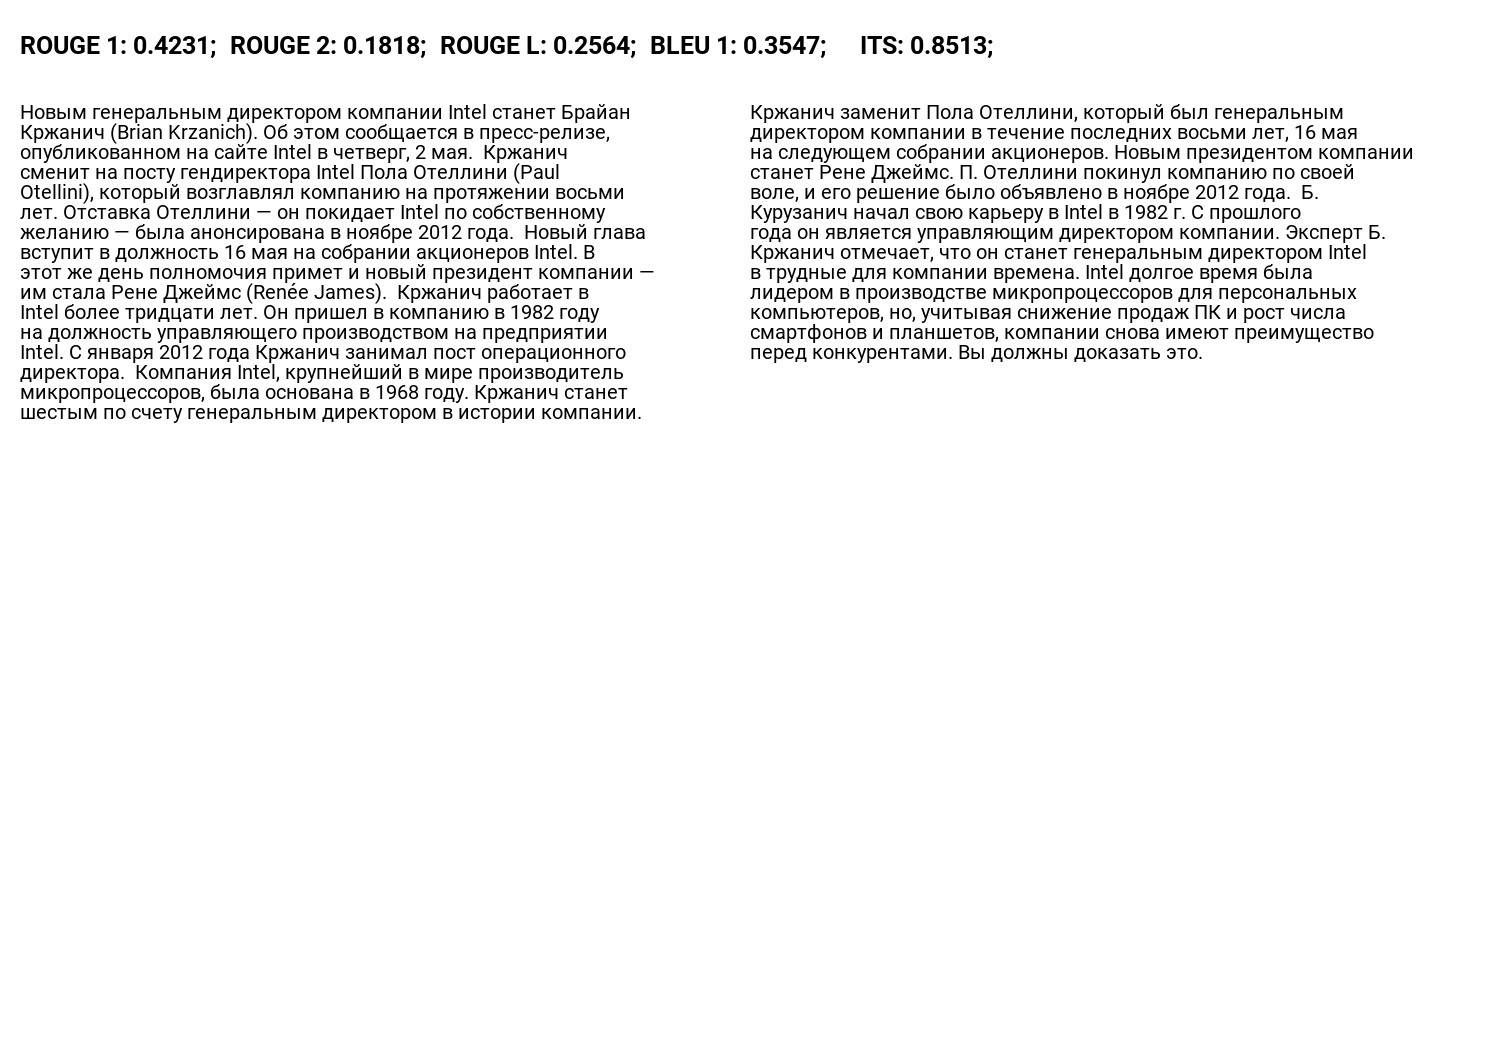 ROUGE 1: 0.4231;  ROUGE 2: 0.1818;  ROUGE L: 0.2564;  BLEU 1: 0.3547;     ITS: 0.8513;
Новым генеральным директором компании Intel станет Брайан
Кржанич (Brian Krzanich). Об этом сообщается в пресс-релизе,
опубликованном на сайте Intel в четверг, 2 мая.  Кржанич
сменит на посту гендиректора Intel Пола Отеллини (Paul
Otellini), который возглавлял компанию на протяжении восьми
лет. Отставка Отеллини — он покидает Intel по собственному
желанию — была анонсирована в ноябре 2012 года.  Новый глава
вступит в должность 16 мая на собрании акционеров Intel. В
этот же день полномочия примет и новый президент компании —
им стала Рене Джеймс (Renée James).  Кржанич работает в
Intel более тридцати лет. Он пришел в компанию в 1982 году
на должность управляющего производством на предприятии
Intel. С января 2012 года Кржанич занимал пост операционного
директора.  Компания Intel, крупнейший в мире производитель
микропроцессоров, была основана в 1968 году. Кржанич станет
шестым по счету генеральным директором в истории компании.
Кржанич заменит Пола Отеллини, который был генеральным
директором компании в течение последних восьми лет, 16 мая
на следующем собрании акционеров. Новым президентом компании
станет Рене Джеймс. П. Отеллини покинул компанию по своей
воле, и его решение было объявлено в ноябре 2012 года.  Б.
Курузанич начал свою карьеру в Intel в 1982 г. С прошлого
года он является управляющим директором компании. Эксперт Б.
Кржанич отмечает, что он станет генеральным директором Intel
в трудные для компании времена. Intel долгое время была
лидером в производстве микропроцессоров для персональных
компьютеров, но, учитывая снижение продаж ПК и рост числа
смартфонов и планшетов, компании снова имеют преимущество
перед конкурентами. Вы должны доказать это.